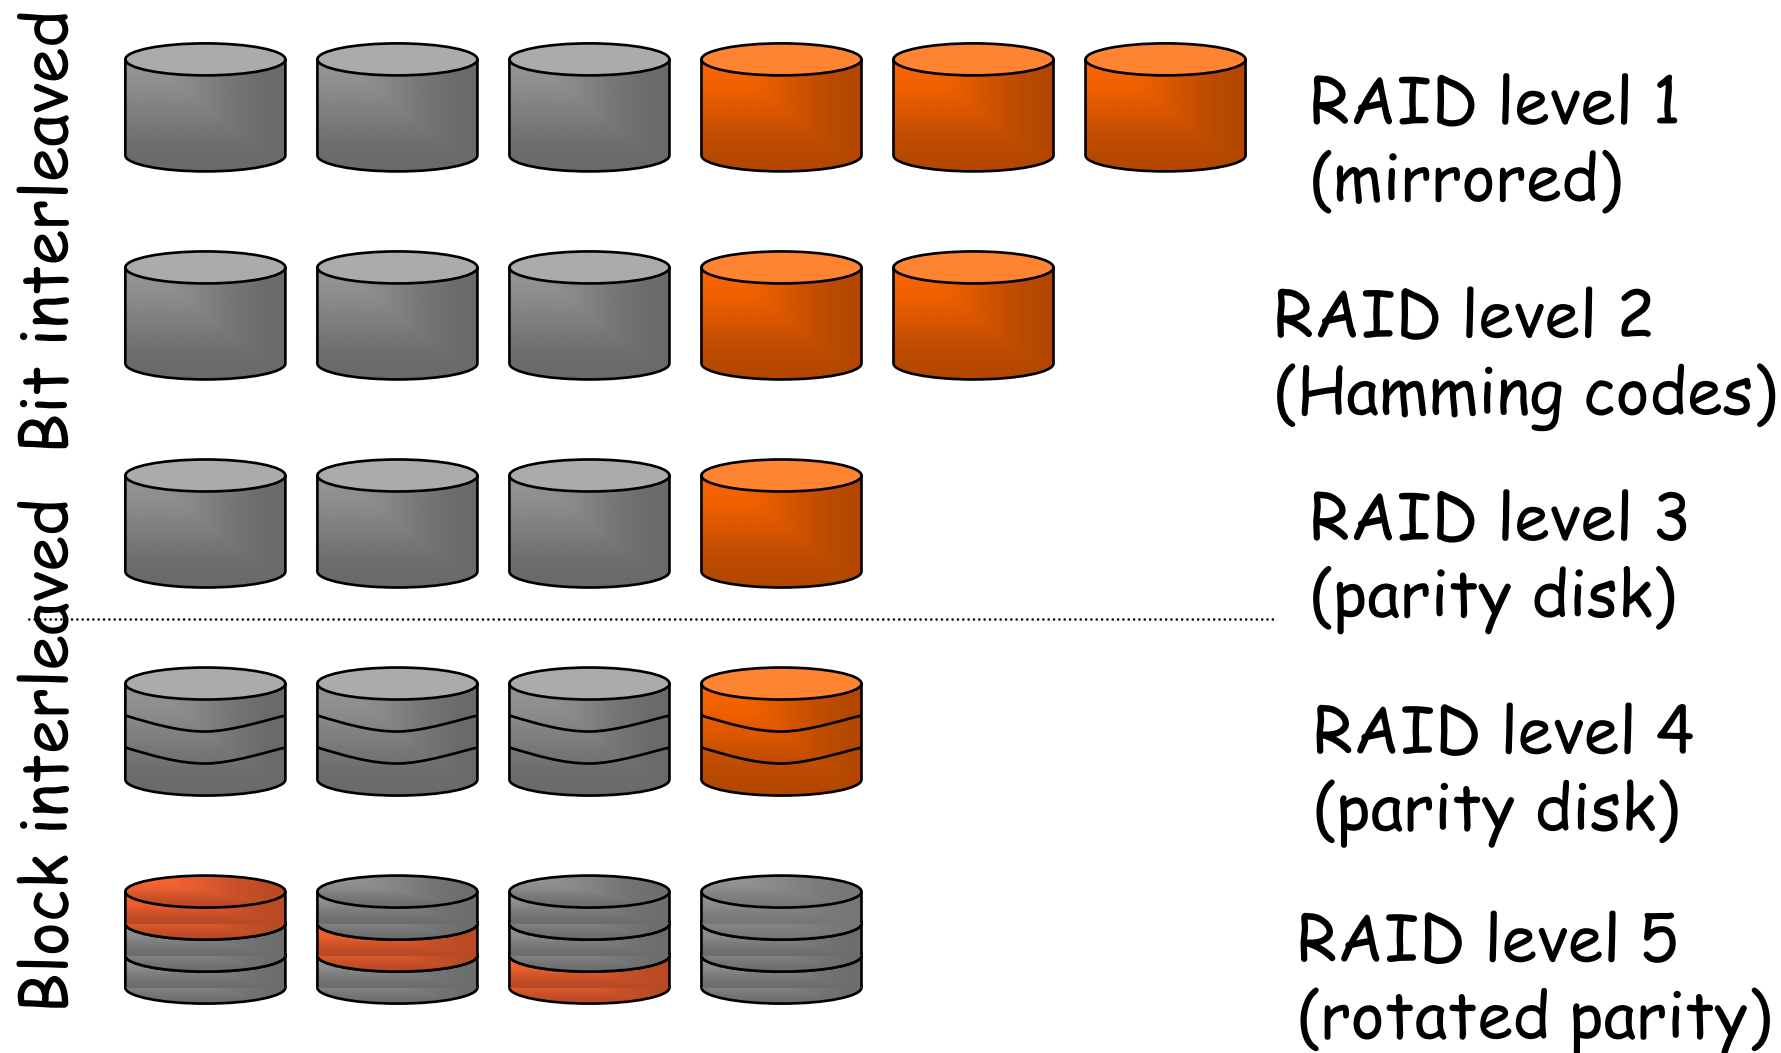 Bit interleaved
RAID level 1
(mirrored)
RAID level 2
(Hamming codes)
RAID level 3
(parity disk)
Block interleaved
RAID level 4
(parity disk)
RAID level 5
(rotated parity)